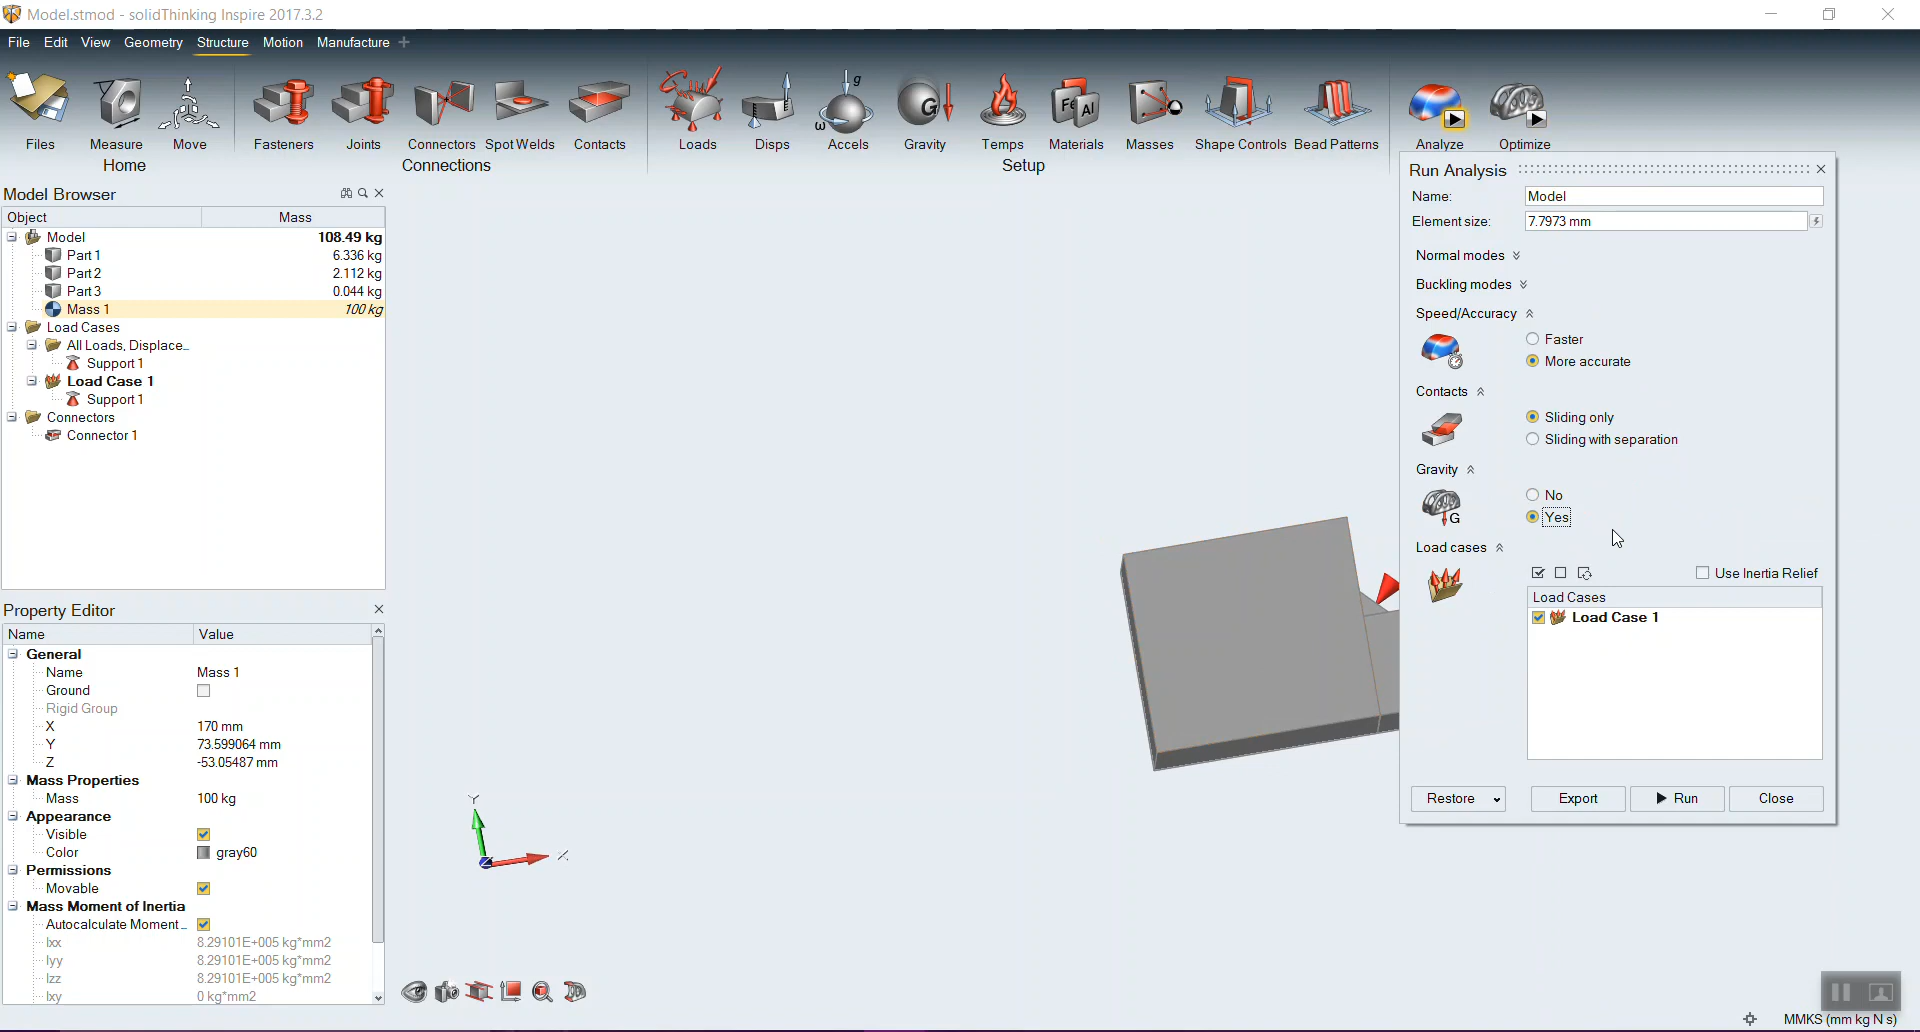 Model.stmod - solidThinking Inspire 2017.3.2
File Edit View Geometry Structure Motion Manufacture
Files Measure Move Fasteners Joints Connectors Spot Welds Contacts Loads Disps Accels Gravity Temps Materials Masses Shape Controls Bead Patterns Analyze Optimize
Home Connections Setup
Model Browser
Object Mass
Model 108.49 kg
Part 1 6.336 kg
Part 2 2.112 kg
Part 3 0.044 kg
Mass 1 100 kg
Load Cases
All Loads, Displace...
Support 1
Load Case 1
Support 1
Connectors
Connector 1
Property Editor
Name Value
General
Name Mass 1
Ground
Rigid Group
X 170 mm
Y 73.599064 mm
Z -53.05487 mm
Mass Properties
Mass 100 kg
Appearance
Visible
Color gray60
Permissions
Movable
Mass Moment of Inertia
Autocalculate Moment...
Ixx 8.29101E+005 kg*mm2
Iyy 8.29101E+005 kg*mm2
Izz 8.29101E+005 kg*mm2
Ixy 0 kg*mm2
Y
X
Run Analysis
Name: Model
Element size: 7.7973 mm
Normal modes
Buckling modes
Speed/Accuracy
Faster
More accurate
Contacts
Sliding only
Sliding with separation
Gravity
No
Yes
Load cases
Use Inertia Relief
Load Cases
Load Case 1
Restore Export Run Close
MMKS (mm kg N s)